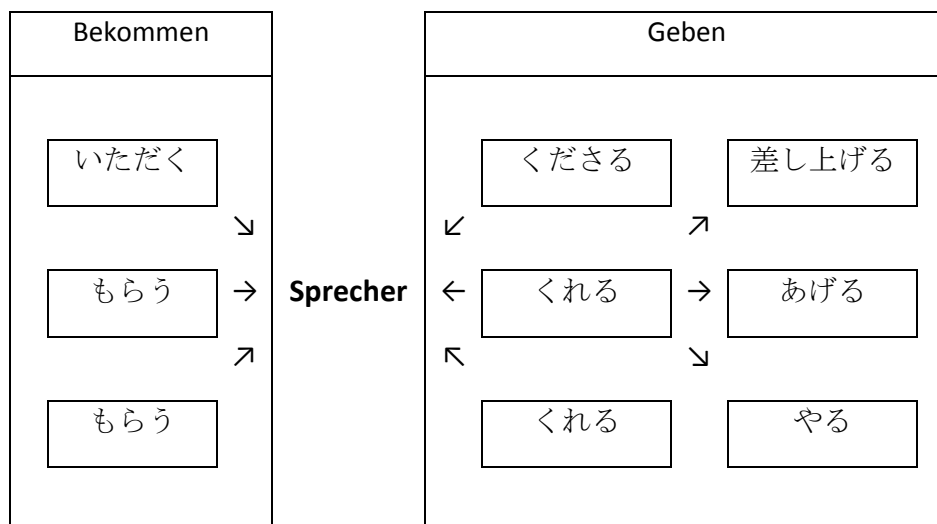 Bekommen
Geben
いただく
くださる
差し上げる
↘
↙
↗
もらう
→
Sprecher
←
くれる
→
あげる
↗
↖
↘
もらう
くれる
やる